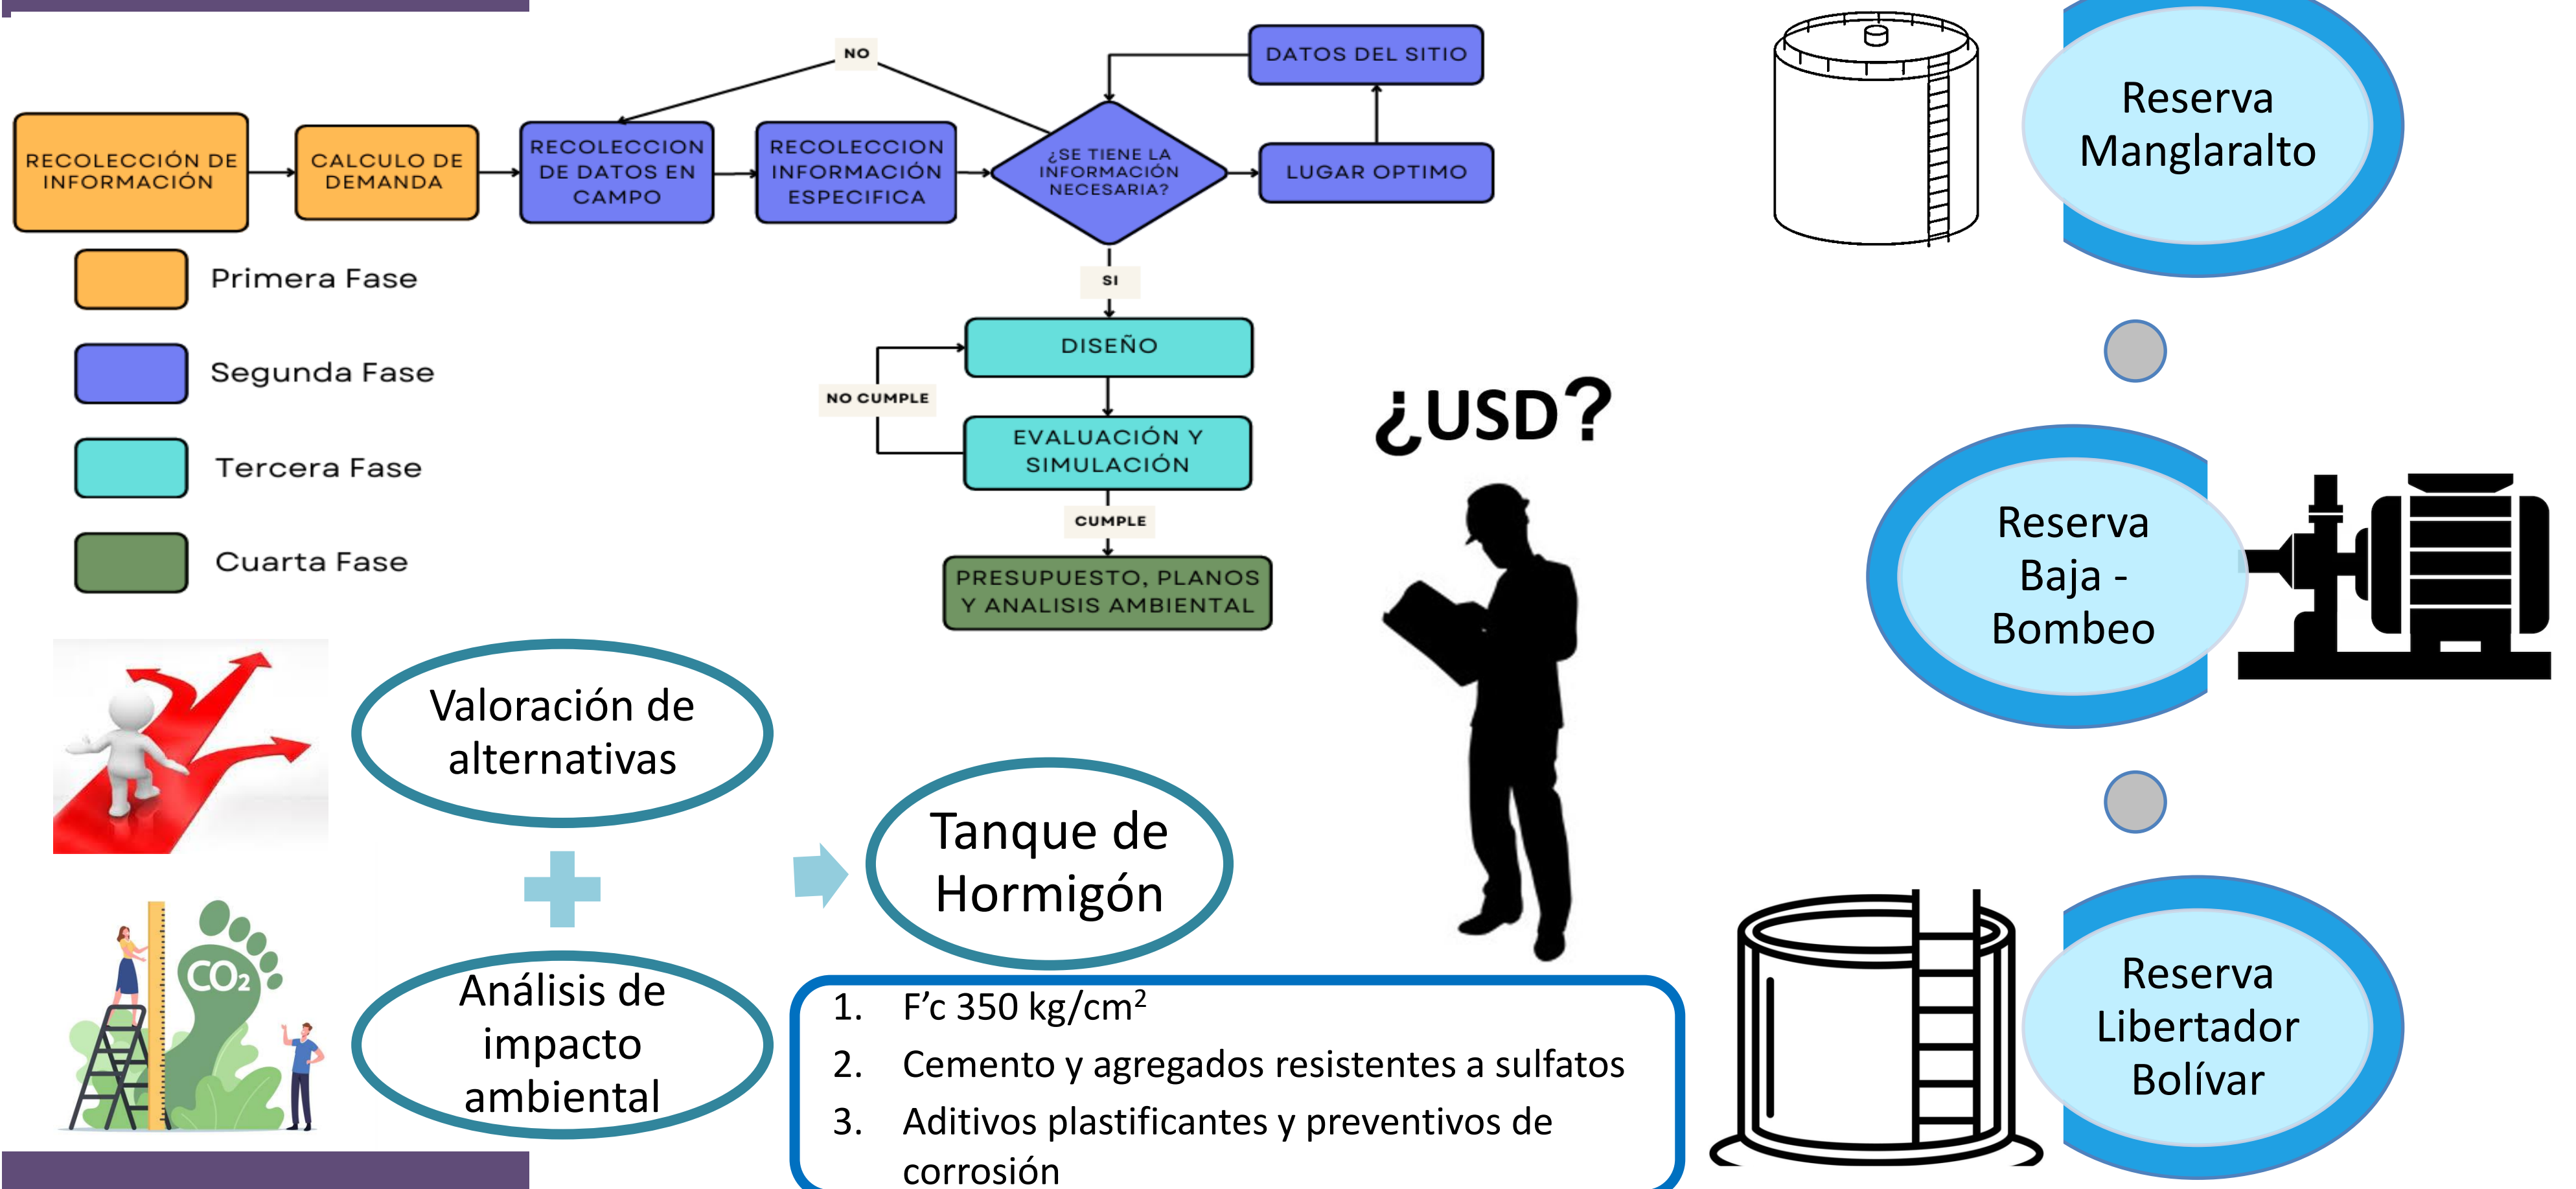 NO
DATOS DEL SITIO
RECOLECCIÓN DE
INFORMACIÓN
CALCULO DE
DEMANDA
RECOLECCION
DE DATOS EN
CAMPO
RECOLECCION
INFORMACIÓN
ESPECIFICA
¿SE TIENE LA
INFORMACIÓN
NECESARIA?
LUGAR OPTIMO
SI
DISEÑO
NO CUMPLE
EVALUACIÓN Y
SIMULACIÓN
CUMPLE
PRESUPUESTO, PLANOS
Y ANALISIS AMBIENTAL
Primera Fase
Segunda Fase
Tercera Fase
Cuarta Fase
¿USD?
Valoración de
alternativas
CO2
Análisis de
impacto
ambiental
Tanque de
Hormigón
1. F’c 350 kg/cm²
2. Cemento y agregados resistentes a sulfatos
3. Aditivos plastificantes y preventivos de
corrosión
Reserva
Manglaralto
Reserva
Baja -
Bombeo
Reserva
Libertador
Bolívar